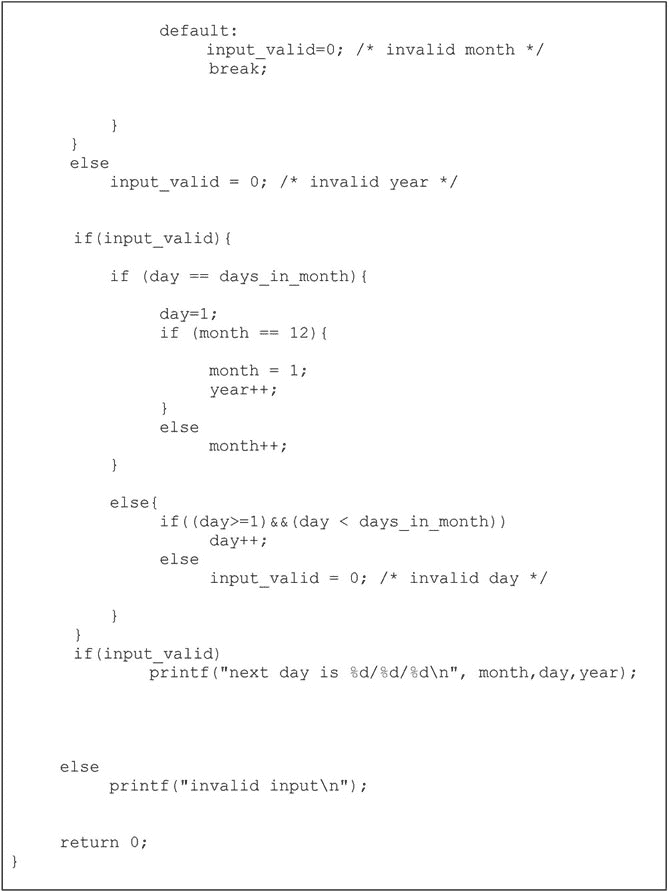 default:
input_valid=0; /* invalid month */
break;
}
}
else
input_valid = 0; /* invalid year */
if(input_valid){
if (day == days_in_month){
day=1;
if (month == 12){
month = 1;
year++;
}
else
month++;
}
else{
if((day>=1)&&(day < days_in_month))
day++;
else
input_valid = 0; /* invalid day */
}
}
if(input_valid)
printf("next day is %d/%d/%d\n", month,day,year);
else
printf("invalid input\n");
return 0;
}